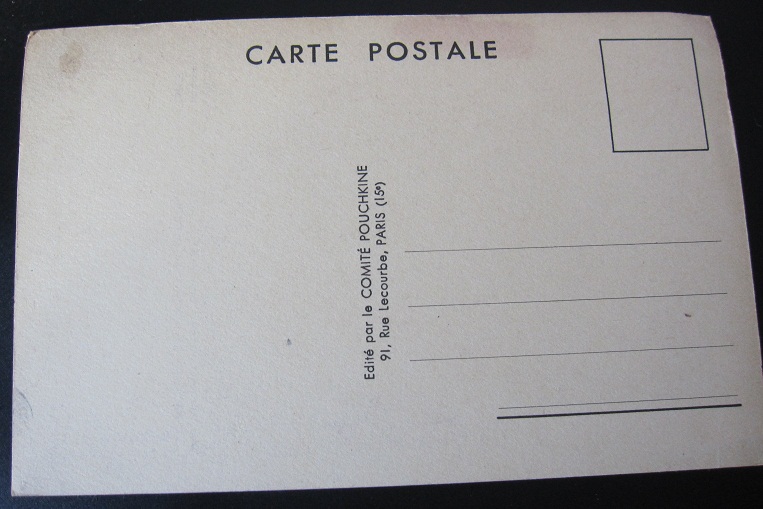 CARTE POSTALE
Edité par le COMITÉ POUCHKINE
91, Rue Lecourbe, PARIS (15ᵉ)